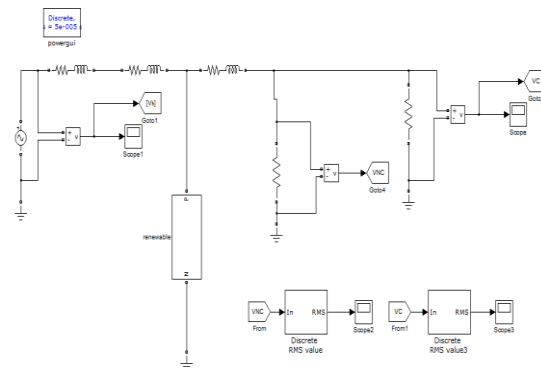 Discrete,
= 5e-005
powergui
+
-
v
[Vs]
Goto1
Scope1
+
-
v
VNC
Goto4
+
-
v
VC
Goto
Scope
renewable
P
N
VNC
From
In
RMS
Discrete
RMS value
Scope2
VC
From1
In
RMS
Discrete
RMS value3
Scope3